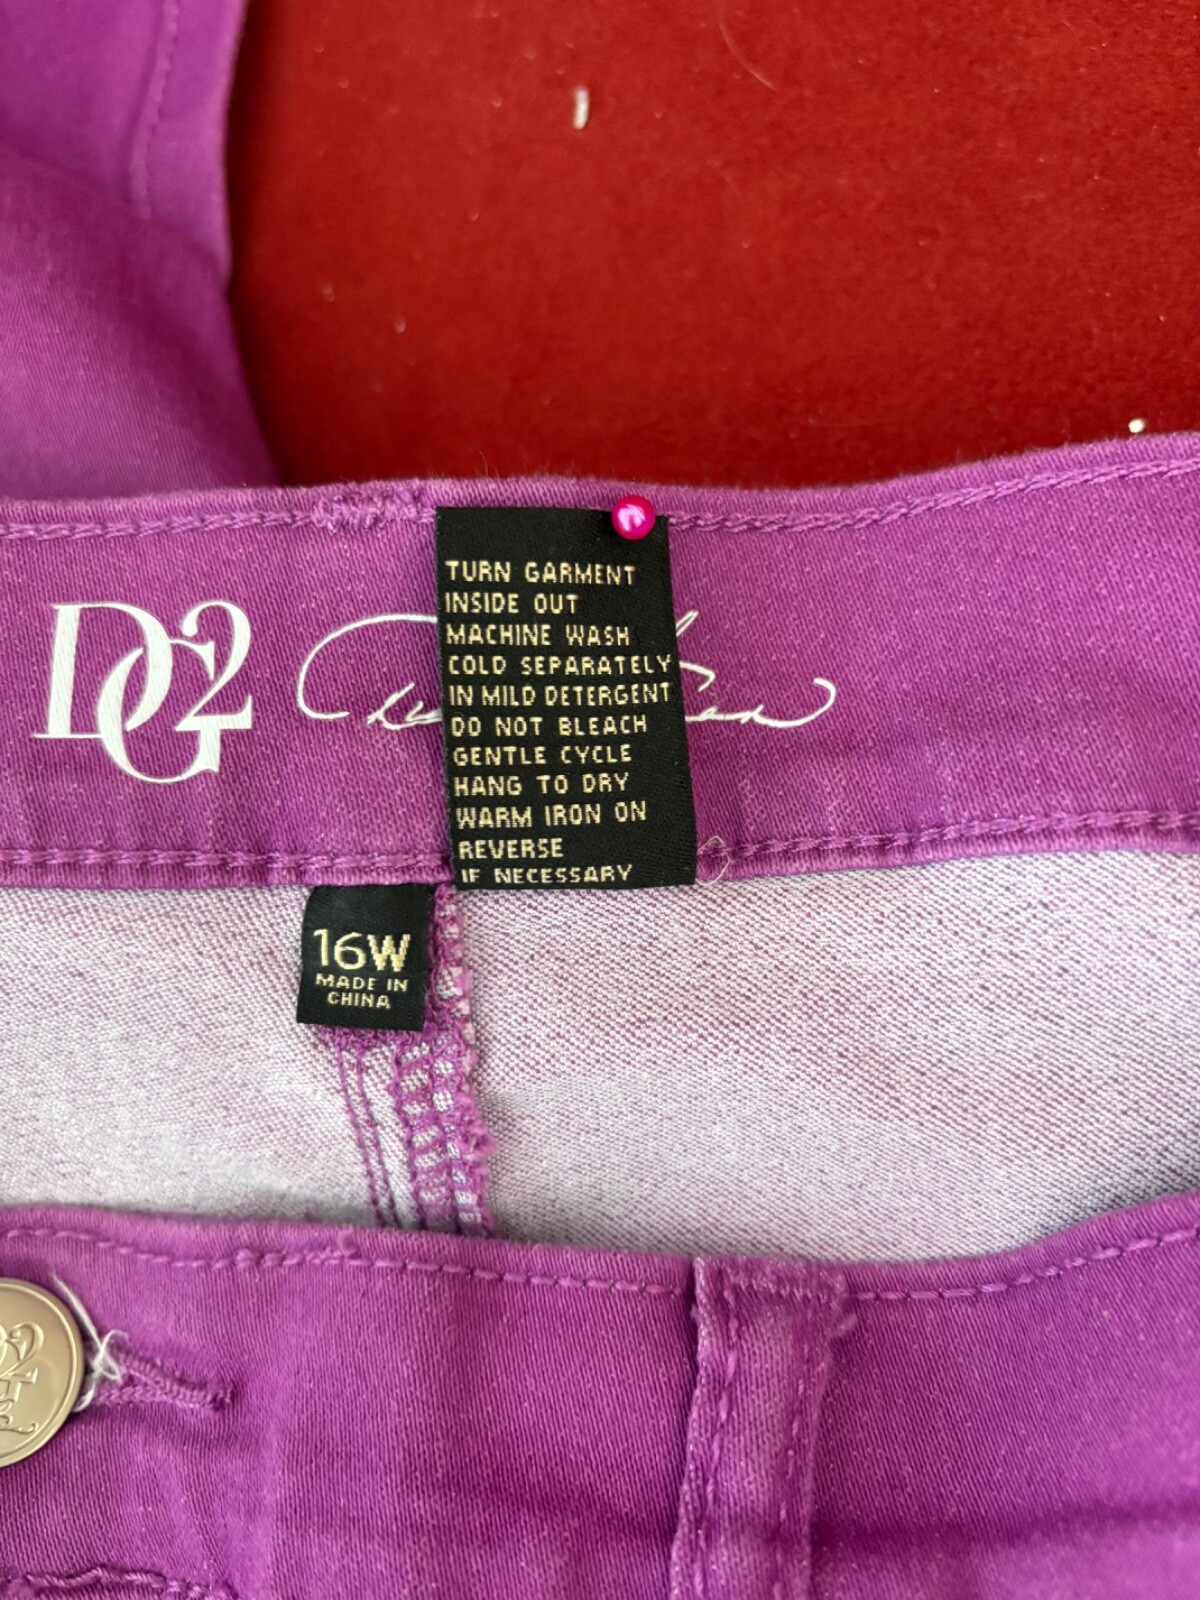 DG2
TURN GARMENT
INSIDE OUT
MACHINE WASH
COLD SEPARATELY
IN MILD DETERGENT
DO NOT BLEACH
GENTLE CYCLE
HANG TO DRY
WARM IRON ON
REVERSE
IF NECESSARY
16W
MADE IN
CHINA